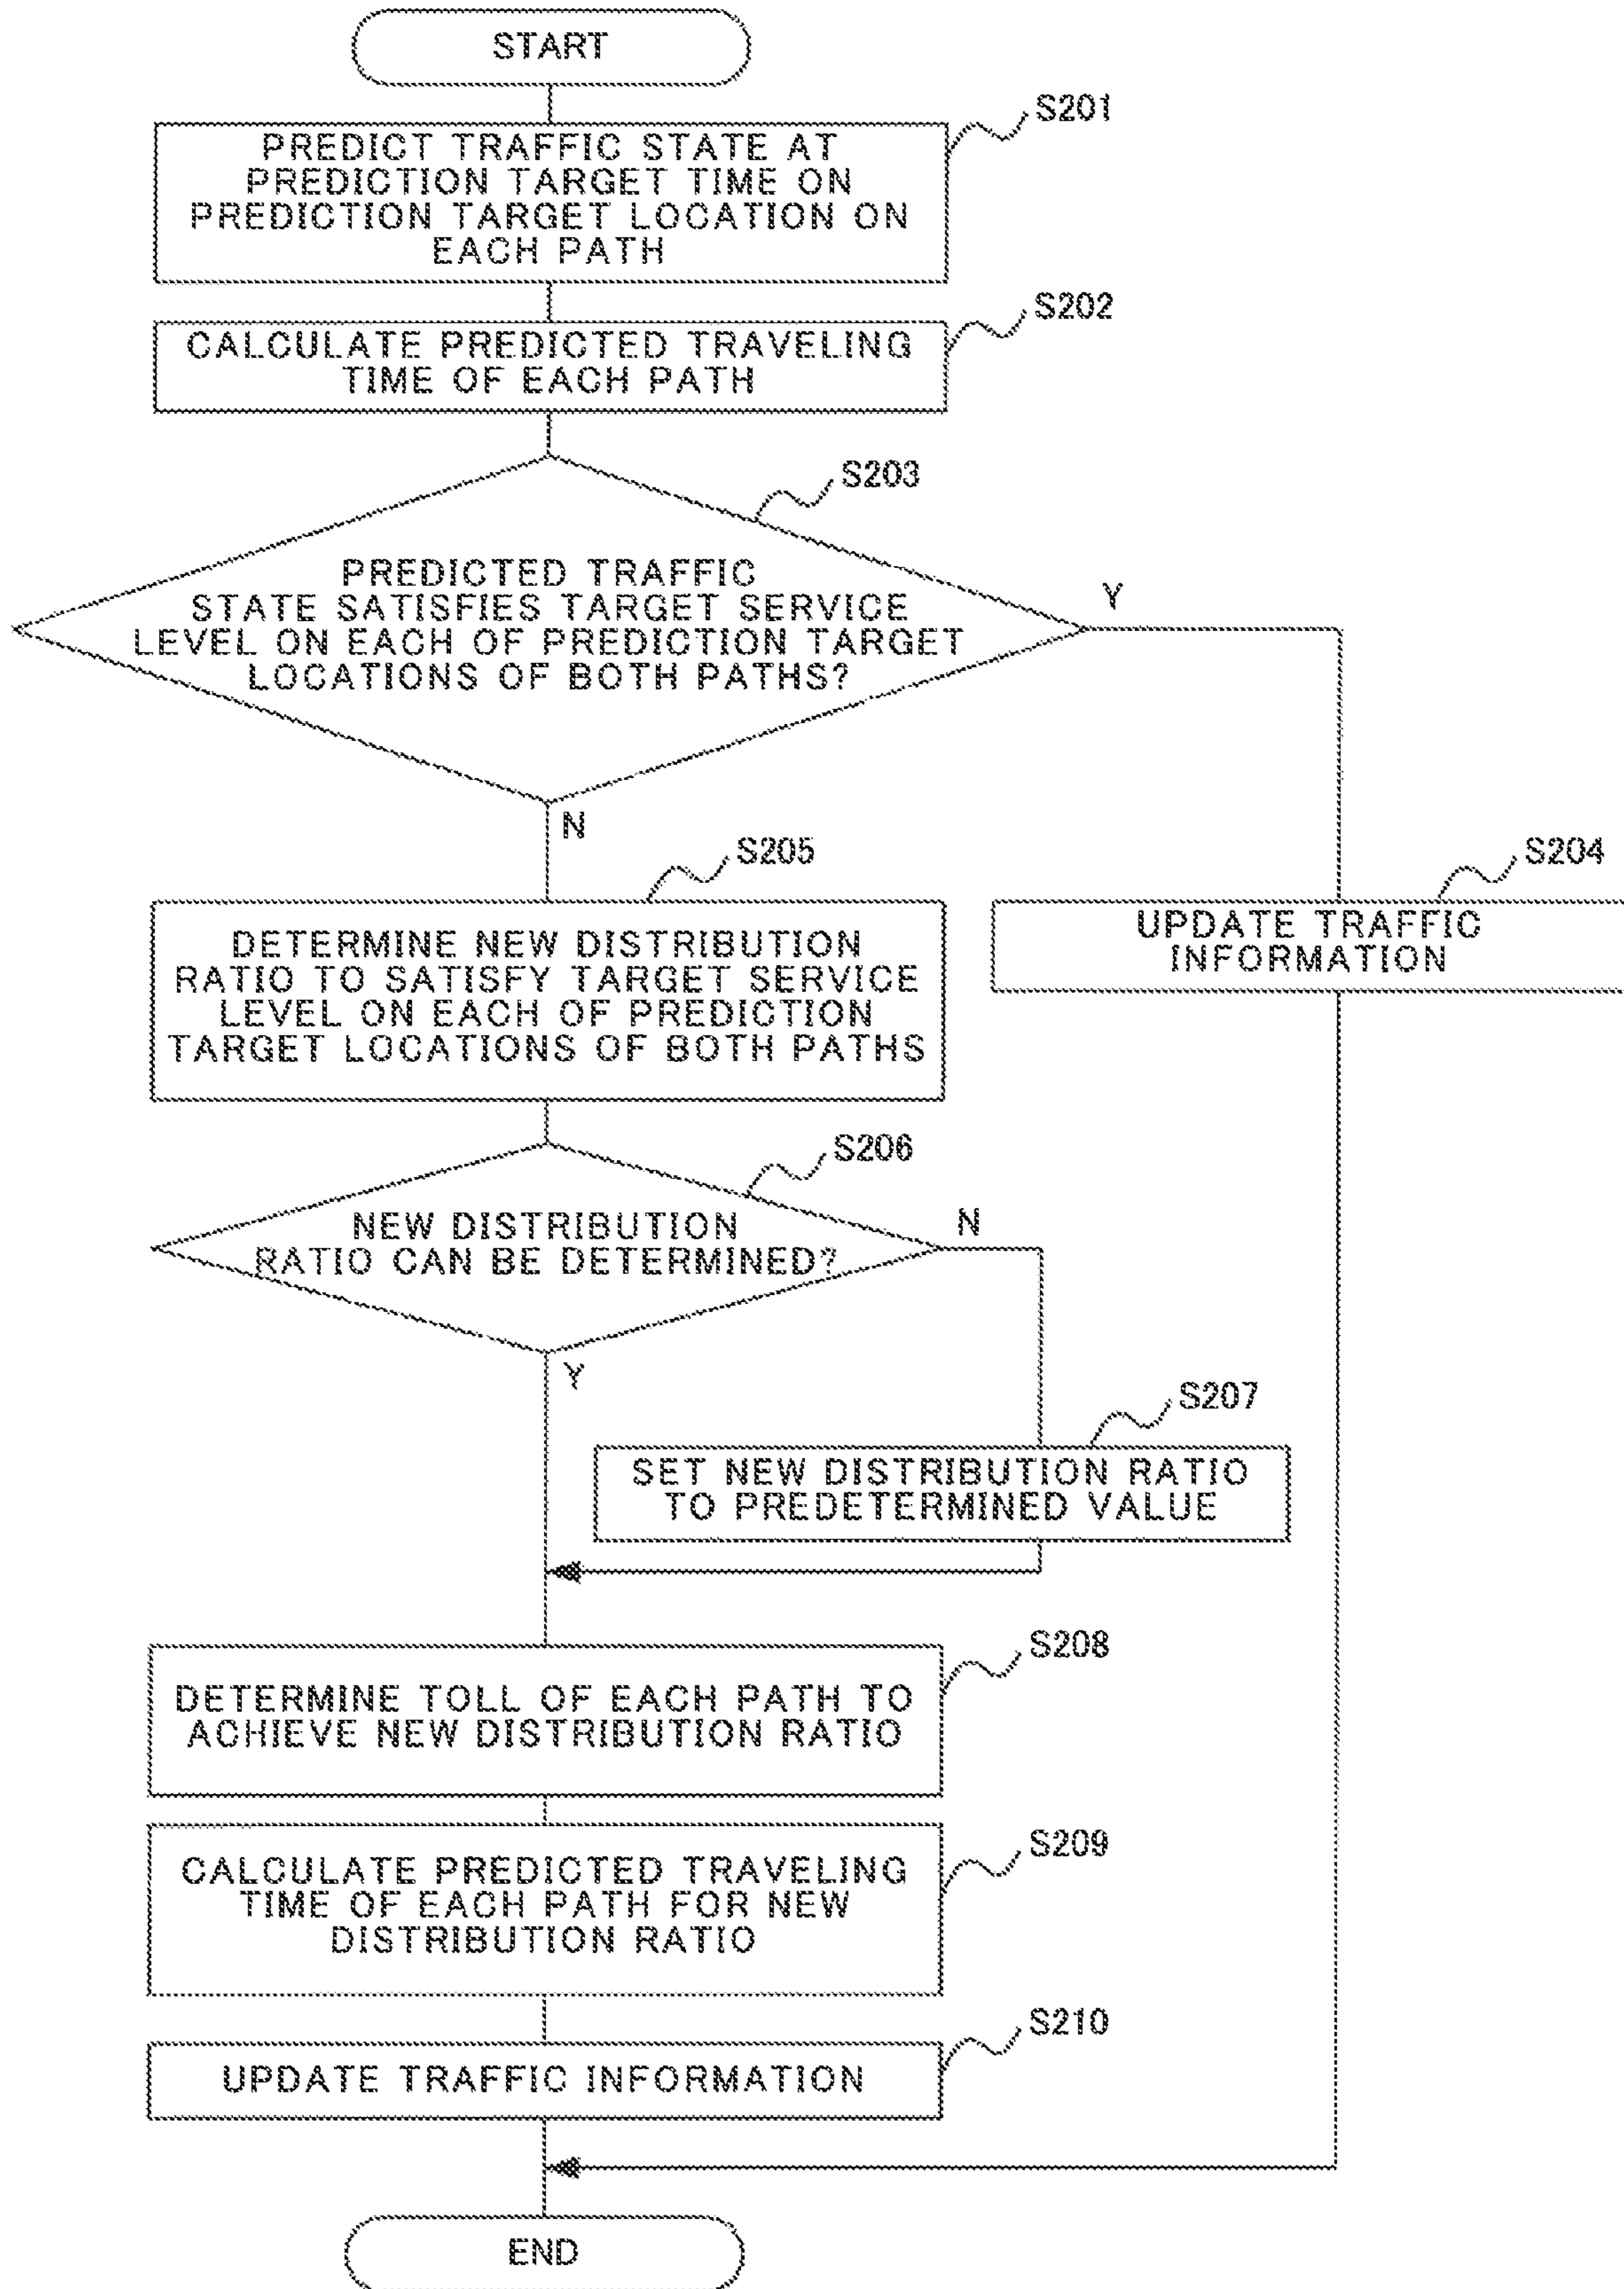 START
S201
PREDICT TRAFFIC STATE AT
PREDICTION TARGET TIME ON
PREDICTION TARGET LOCATION ON
EACH PATH
S202
CALCULATE PREDICTED TRAVELING
TIME OF EACH PATH
S203
PREDICTED TRAFFIC
STATE SATISFIES TARGET SERVICE
LEVEL ON EACH OF PREDICTION TARGET
LOCATIONS OF BOTH PATHS?
Y
N
S204
UPDATE TRAFFIC
INFORMATION
S205
DETERMINE NEW DISTRIBUTION
RATIO TO SATISFY TARGET SERVICE
LEVEL ON EACH OF PREDICTION
TARGET LOCATIONS OF BOTH PATHS
S206
NEW DISTRIBUTION
RATIO CAN BE DETERMINED?
N
Y
S207
SET NEW DISTRIBUTION RATIO
TO PREDETERMINED VALUE
S208
DETERMINE TOLL OF EACH PATH TO
ACHIEVE NEW DISTRIBUTION RATIO
S209
CALCULATE PREDICTED TRAVELING
TIME OF EACH PATH FOR NEW
DISTRIBUTION RATIO
S210
UPDATE TRAFFIC INFORMATION
END